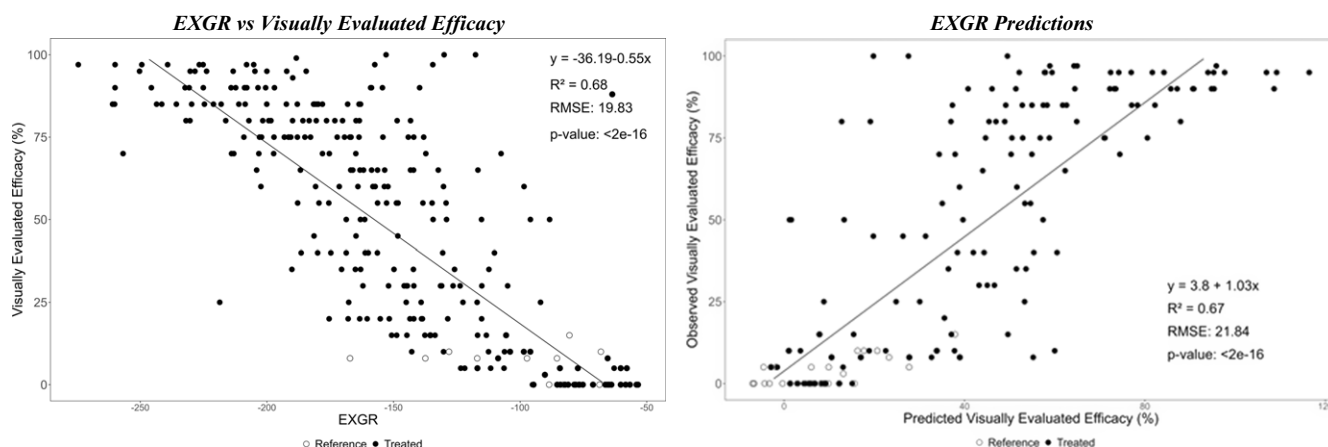 EXGR vs Visually Evaluated Efficacy
100
75
50
25
0
Visually Evaluated Efficacy (%)
y = -36.19-0.55x
R² = 0.68
RMSE: 19.83
p-value: <2e-16
-250
-200
-150
-100
-50
EXGR
Reference
Treated
EXGR Predictions
100
75
50
25
0
Observed Visually Evaluated Efficacy (%)
y = 3.8 + 1.03x
R² = 0.67
RMSE: 21.84
p-value: <2e-16
0
40
80
Predicted Visually Evaluated Efficacy (%)
Reference
Treated